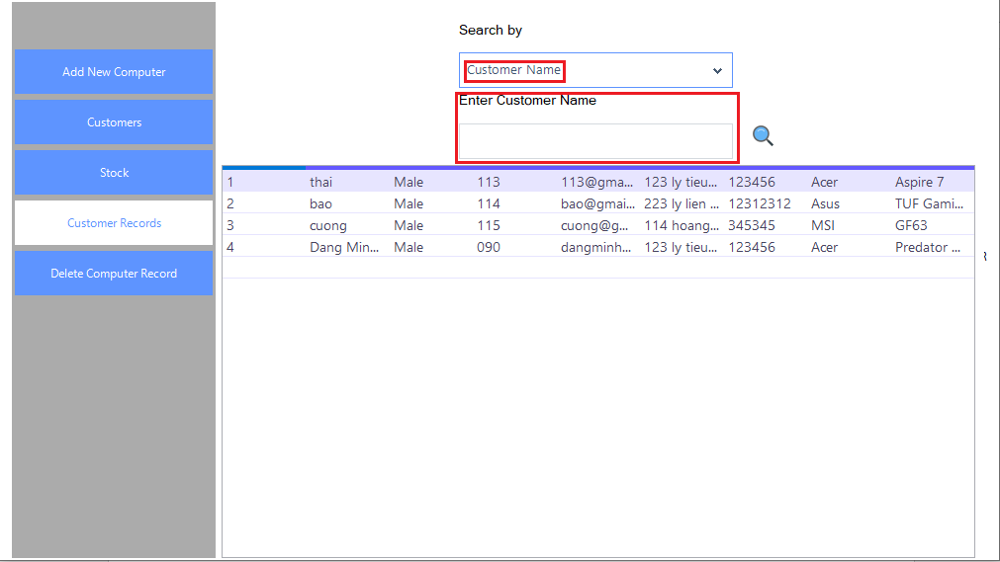 Search by
Customer Name
Enter Customer Name
Add New Computer
Customers
Stock
Customer Records
Delete Computer Record
1 thai Male 113 113@gma... 123 ly tieu... 123456 Acer Aspire 7
2 bao Male 114 bao@gmai... 223 ly lien ... 12312312 Asus TUF Gami...
3 cuong Male 115 cuong@g... 114 hoang... 345345 MSI GF63
4 Dang Min... Male 090 dangminh... 123 ly tieu... 123456 Acer Predator ...